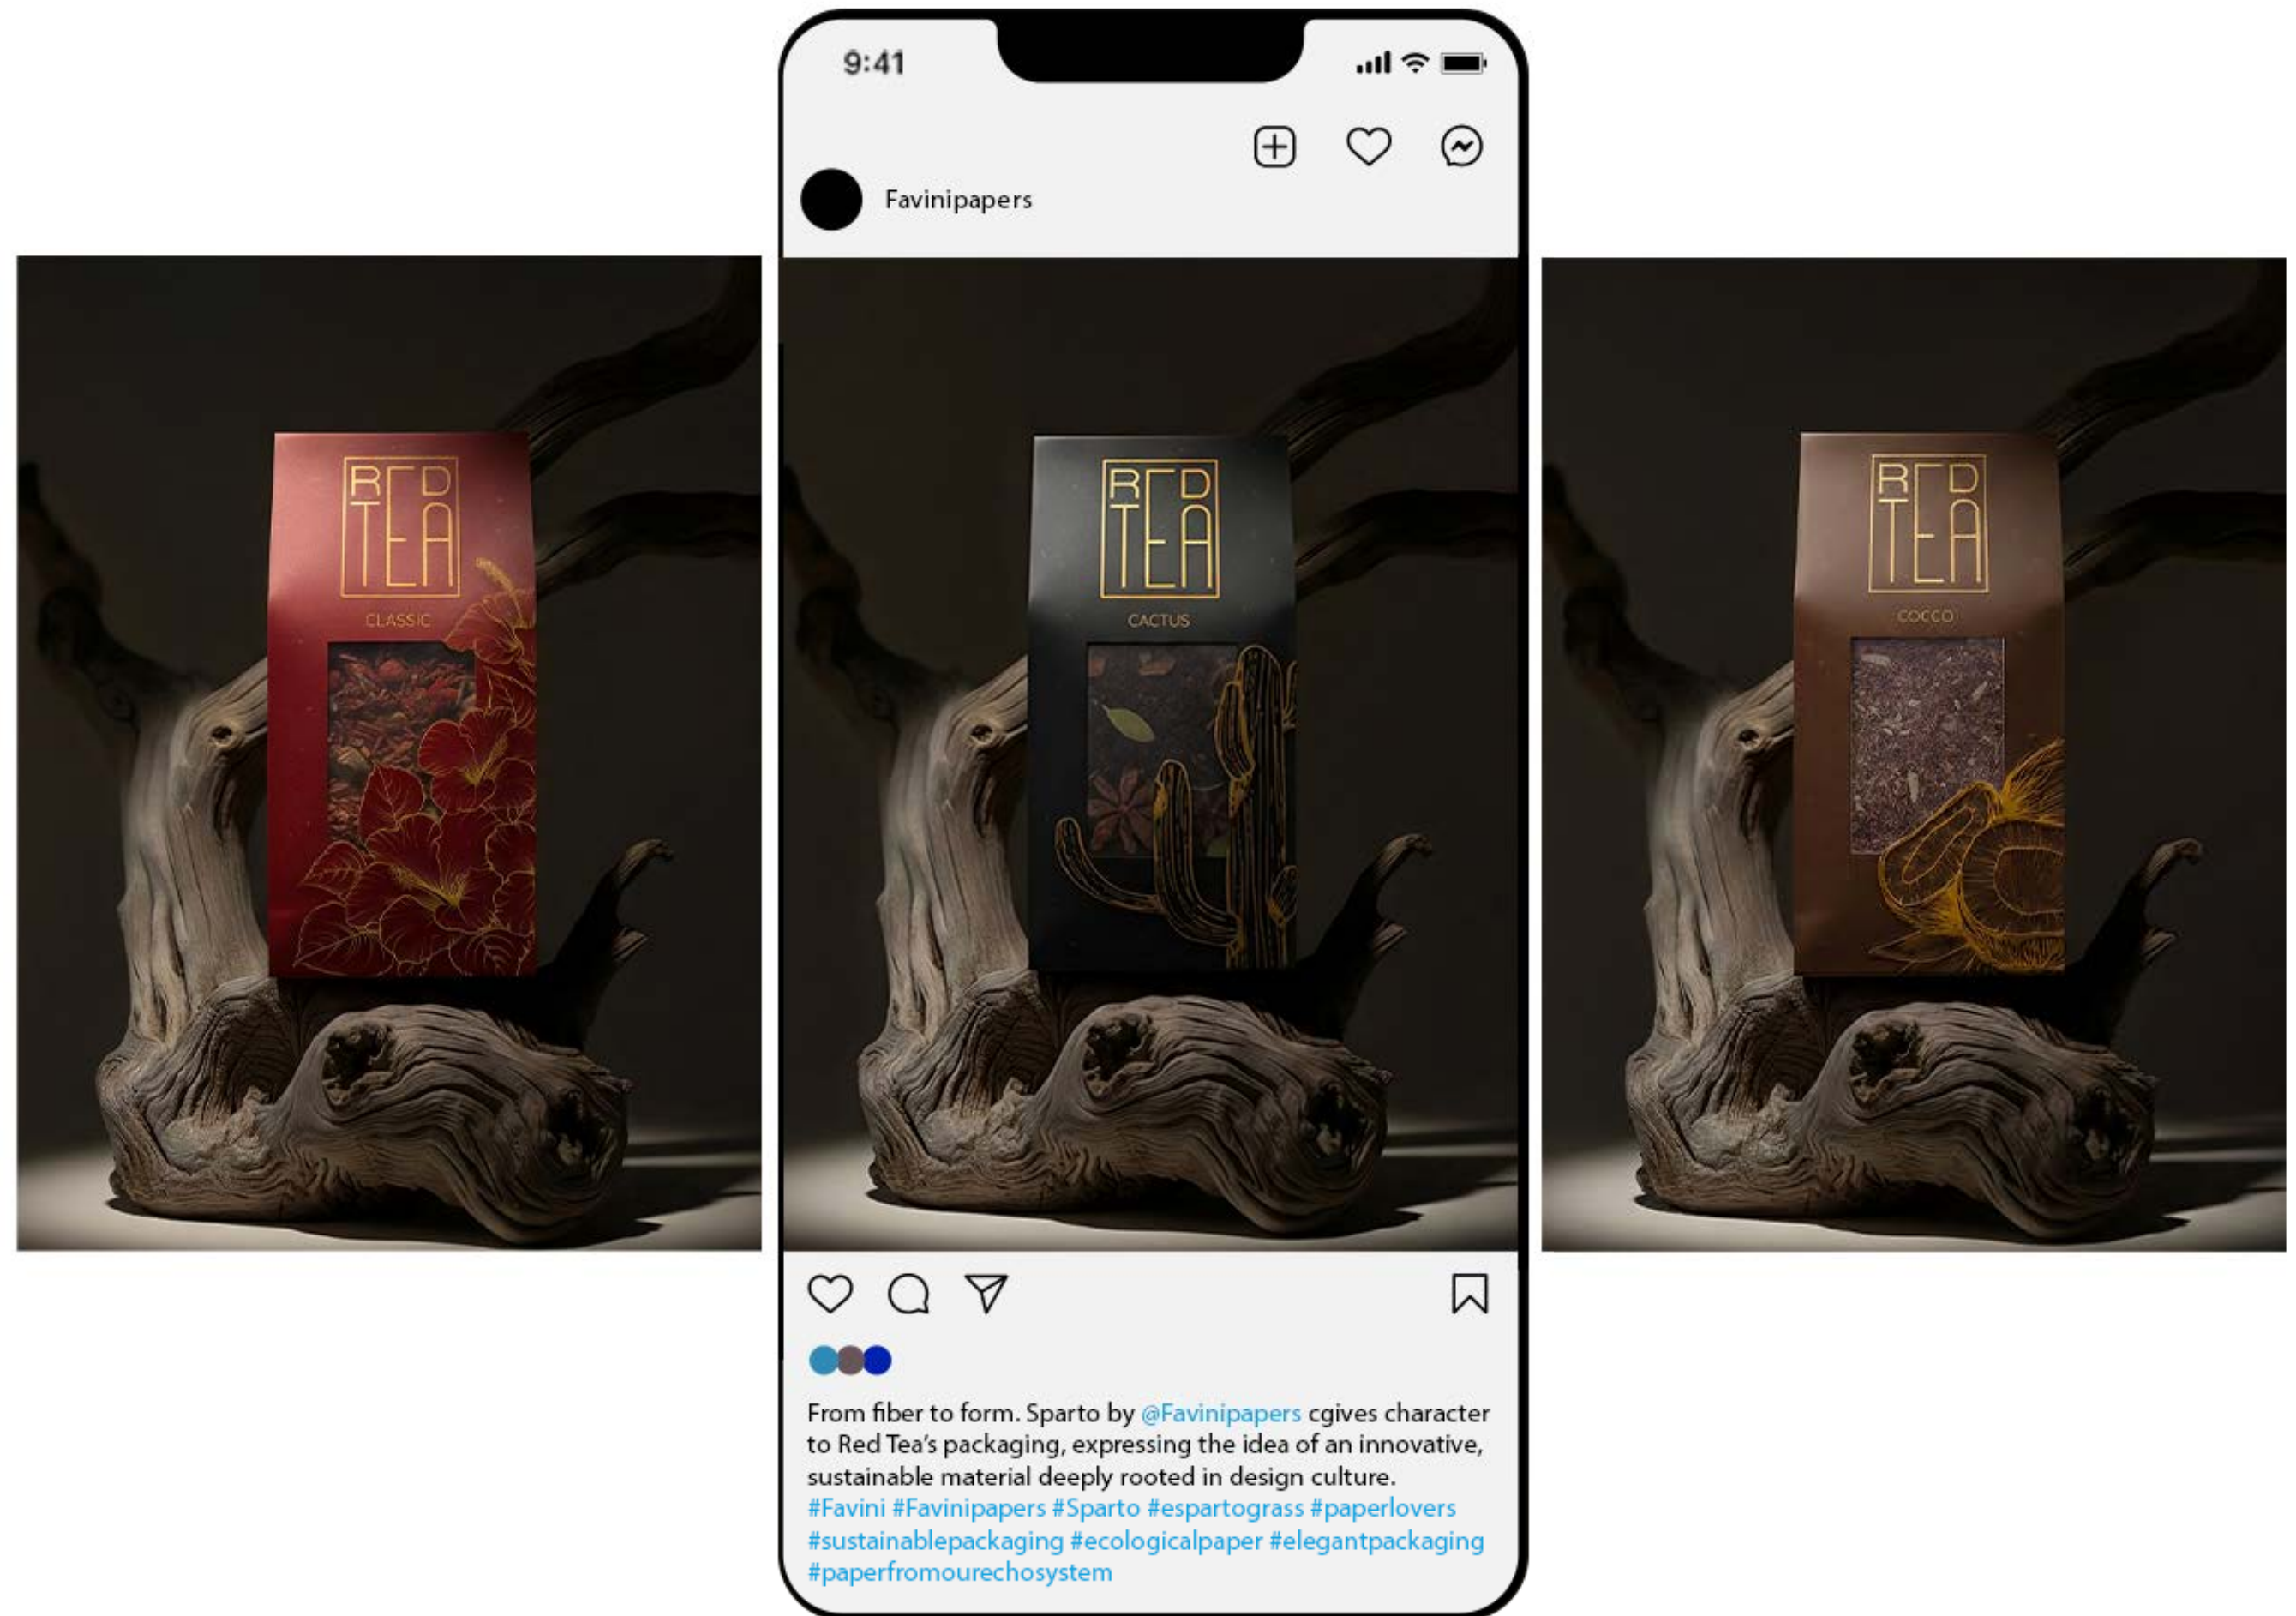 9:41
Favinipapers
RED
TEA
CLASSIC
RED
TEA
CACTUS
RED
TEA
COCCO
From fiber to form. Sparto by @Favinipapers cgives character
to Red Tea's packaging, expressing the idea of an innovative,
sustainable material deeply rooted in design culture.
#Favini #Favinipapers #Sparto #espartograss #paperlovers
#sustainablepackaging #ecologicalpaper #elegantpackaging
#paperfromourechosystem